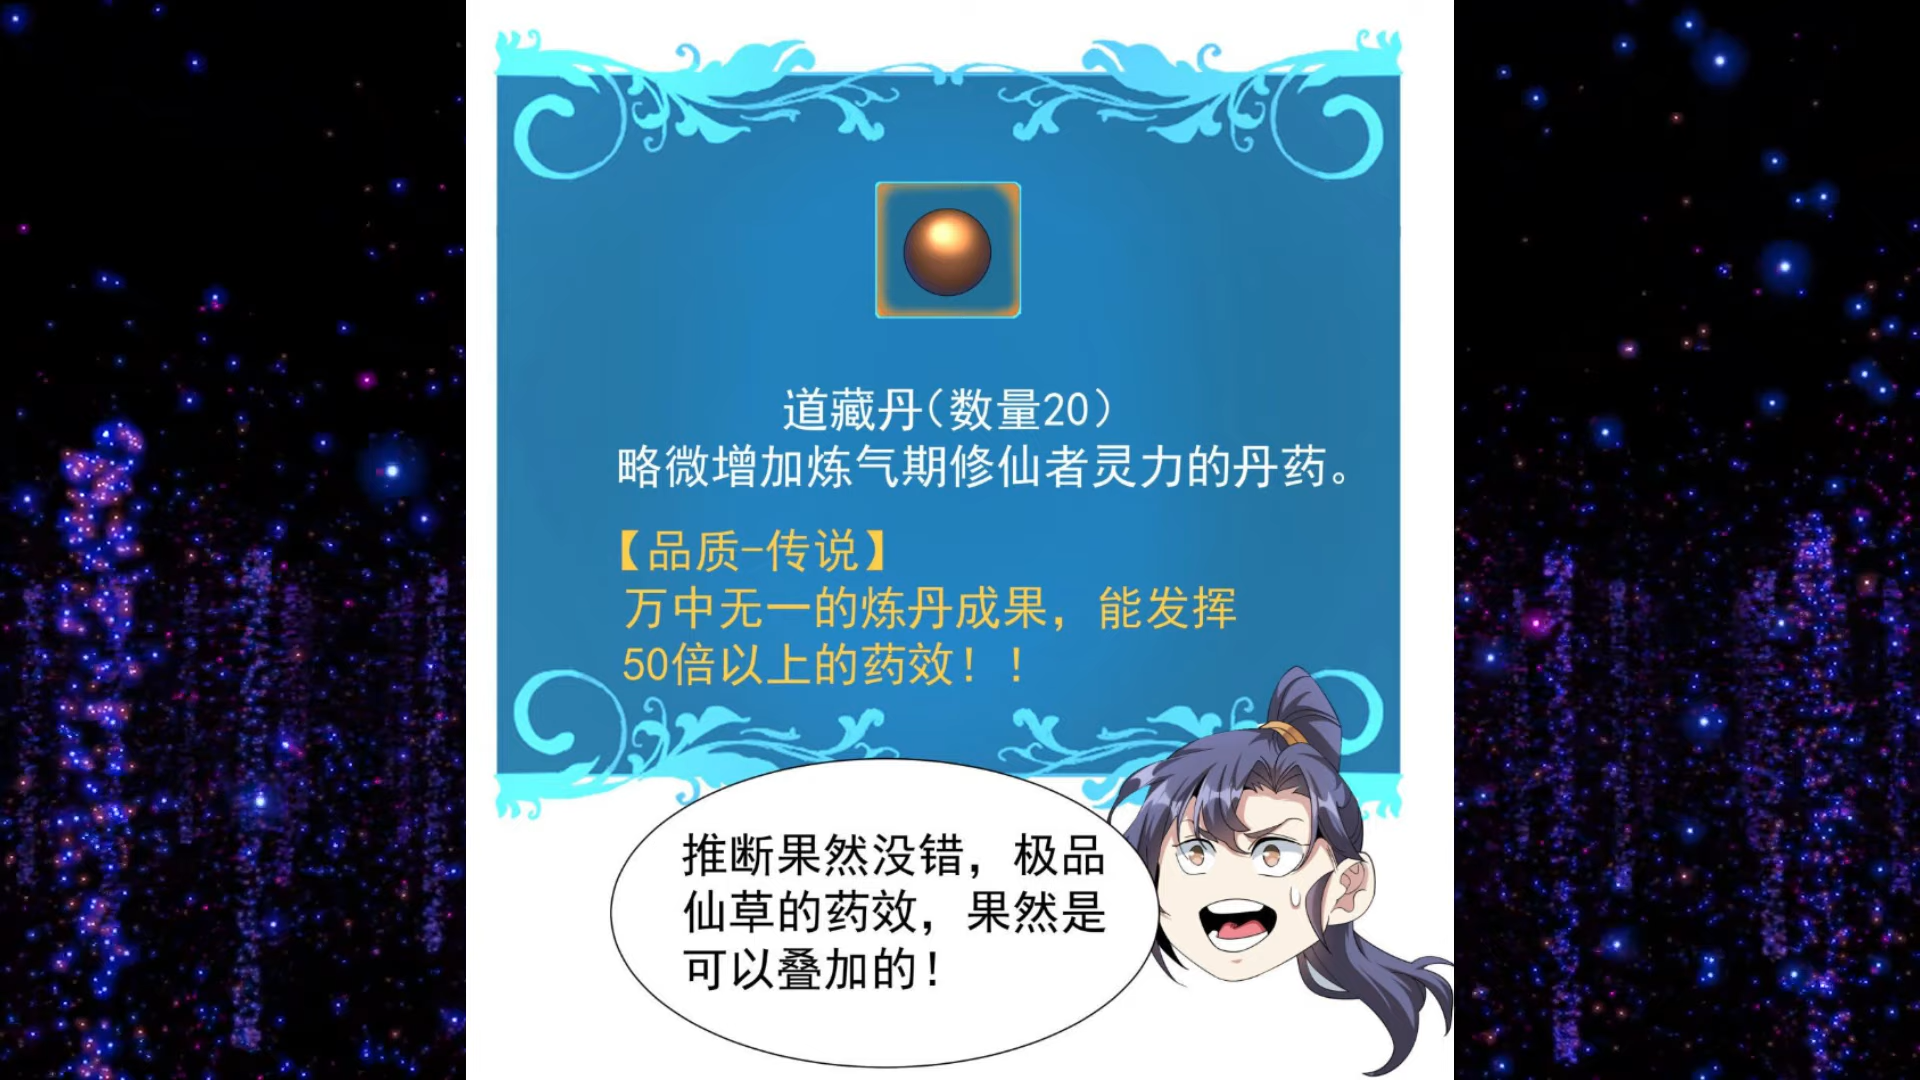 道藏丹（数量20）
略微增加炼气期修仙者灵力的丹药。
【品质-传说】
万中无一的炼丹成果，能发挥
50倍以上的药效！！
推断果然没错，极品
仙草的药效，果然是
可以叠加的！